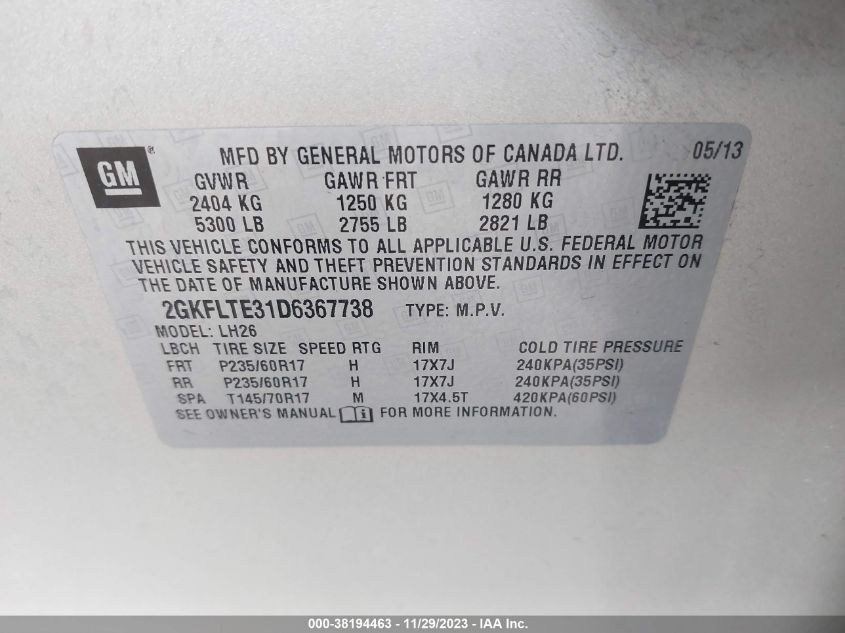 GM ® MFD BY GENERAL MOTORS OF CANADA LTD. 05/13
GVWR GAWR FRT GAWR RR
2404 KG 1250 KG 1280 KG
5300 LB 2755 LB 2821 LB
THIS VEHICLE CONFORMS TO ALL APPLICABLE U.S. FEDERAL MOTOR
VEHICLE SAFETY AND THEFT PREVENTION STANDARDS IN EFFECT ON
THE DATE OF MANUFACTURE SHOWN ABOVE.
2GKFLTE31D6367738 TYPE: M.P.V.
MODEL: LH26
LBCH TIRE SIZE SPEED RTG RIM COLD TIRE PRESSURE
FRT P235/60R17 H 17X7J 240KPA(35PSI)
RR P235/60R17 H 17X7J 240KPA(35PSI)
SPA T145/70R17 M 17X4.5T 420KPA(60PSI)
SEE OWNER'S MANUAL i FOR MORE INFORMATION.
000-38194463 - 11/29/2023 - IAA Inc.